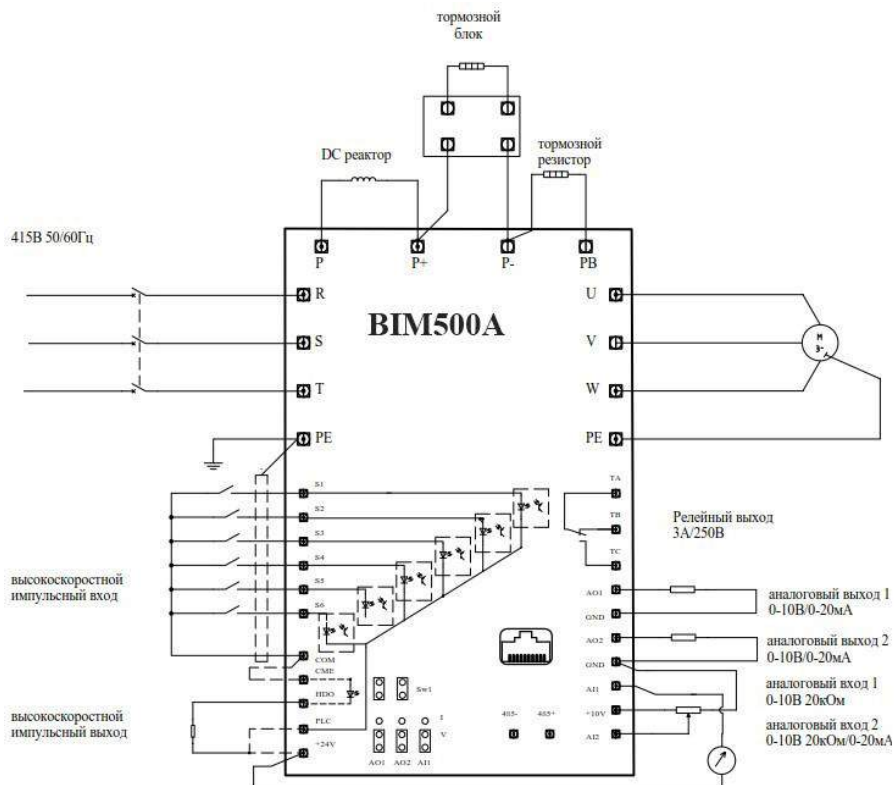 тормозной
блок
DC реактор
тормозной
резистор
415В 50/60Гц
P
P+
P-
PB
R
U
BIM500A
S
V
M
3~
T
W
PE
PE
S1
TA
S2
TB
Релейный выход
3А/250В
S3
S4
TC
высокоскоростной
импульсный вход
S5
AO1
аналоговый выход 1
0-10В/0-20мА
S6
GND
AO2
аналоговый выход 2
0-10В/0-20мА
COM
GND
CME
AI1
аналоговый вход 1
0-10В 20кОм
Sw1
HDO
+10V
высокоскоростной
импульсный выход
PLC
I
485-
485+
аналоговый вход 2
0-10В 20кОм/0-20мА
V
AI2
+24V
AO1
AO2
AI1